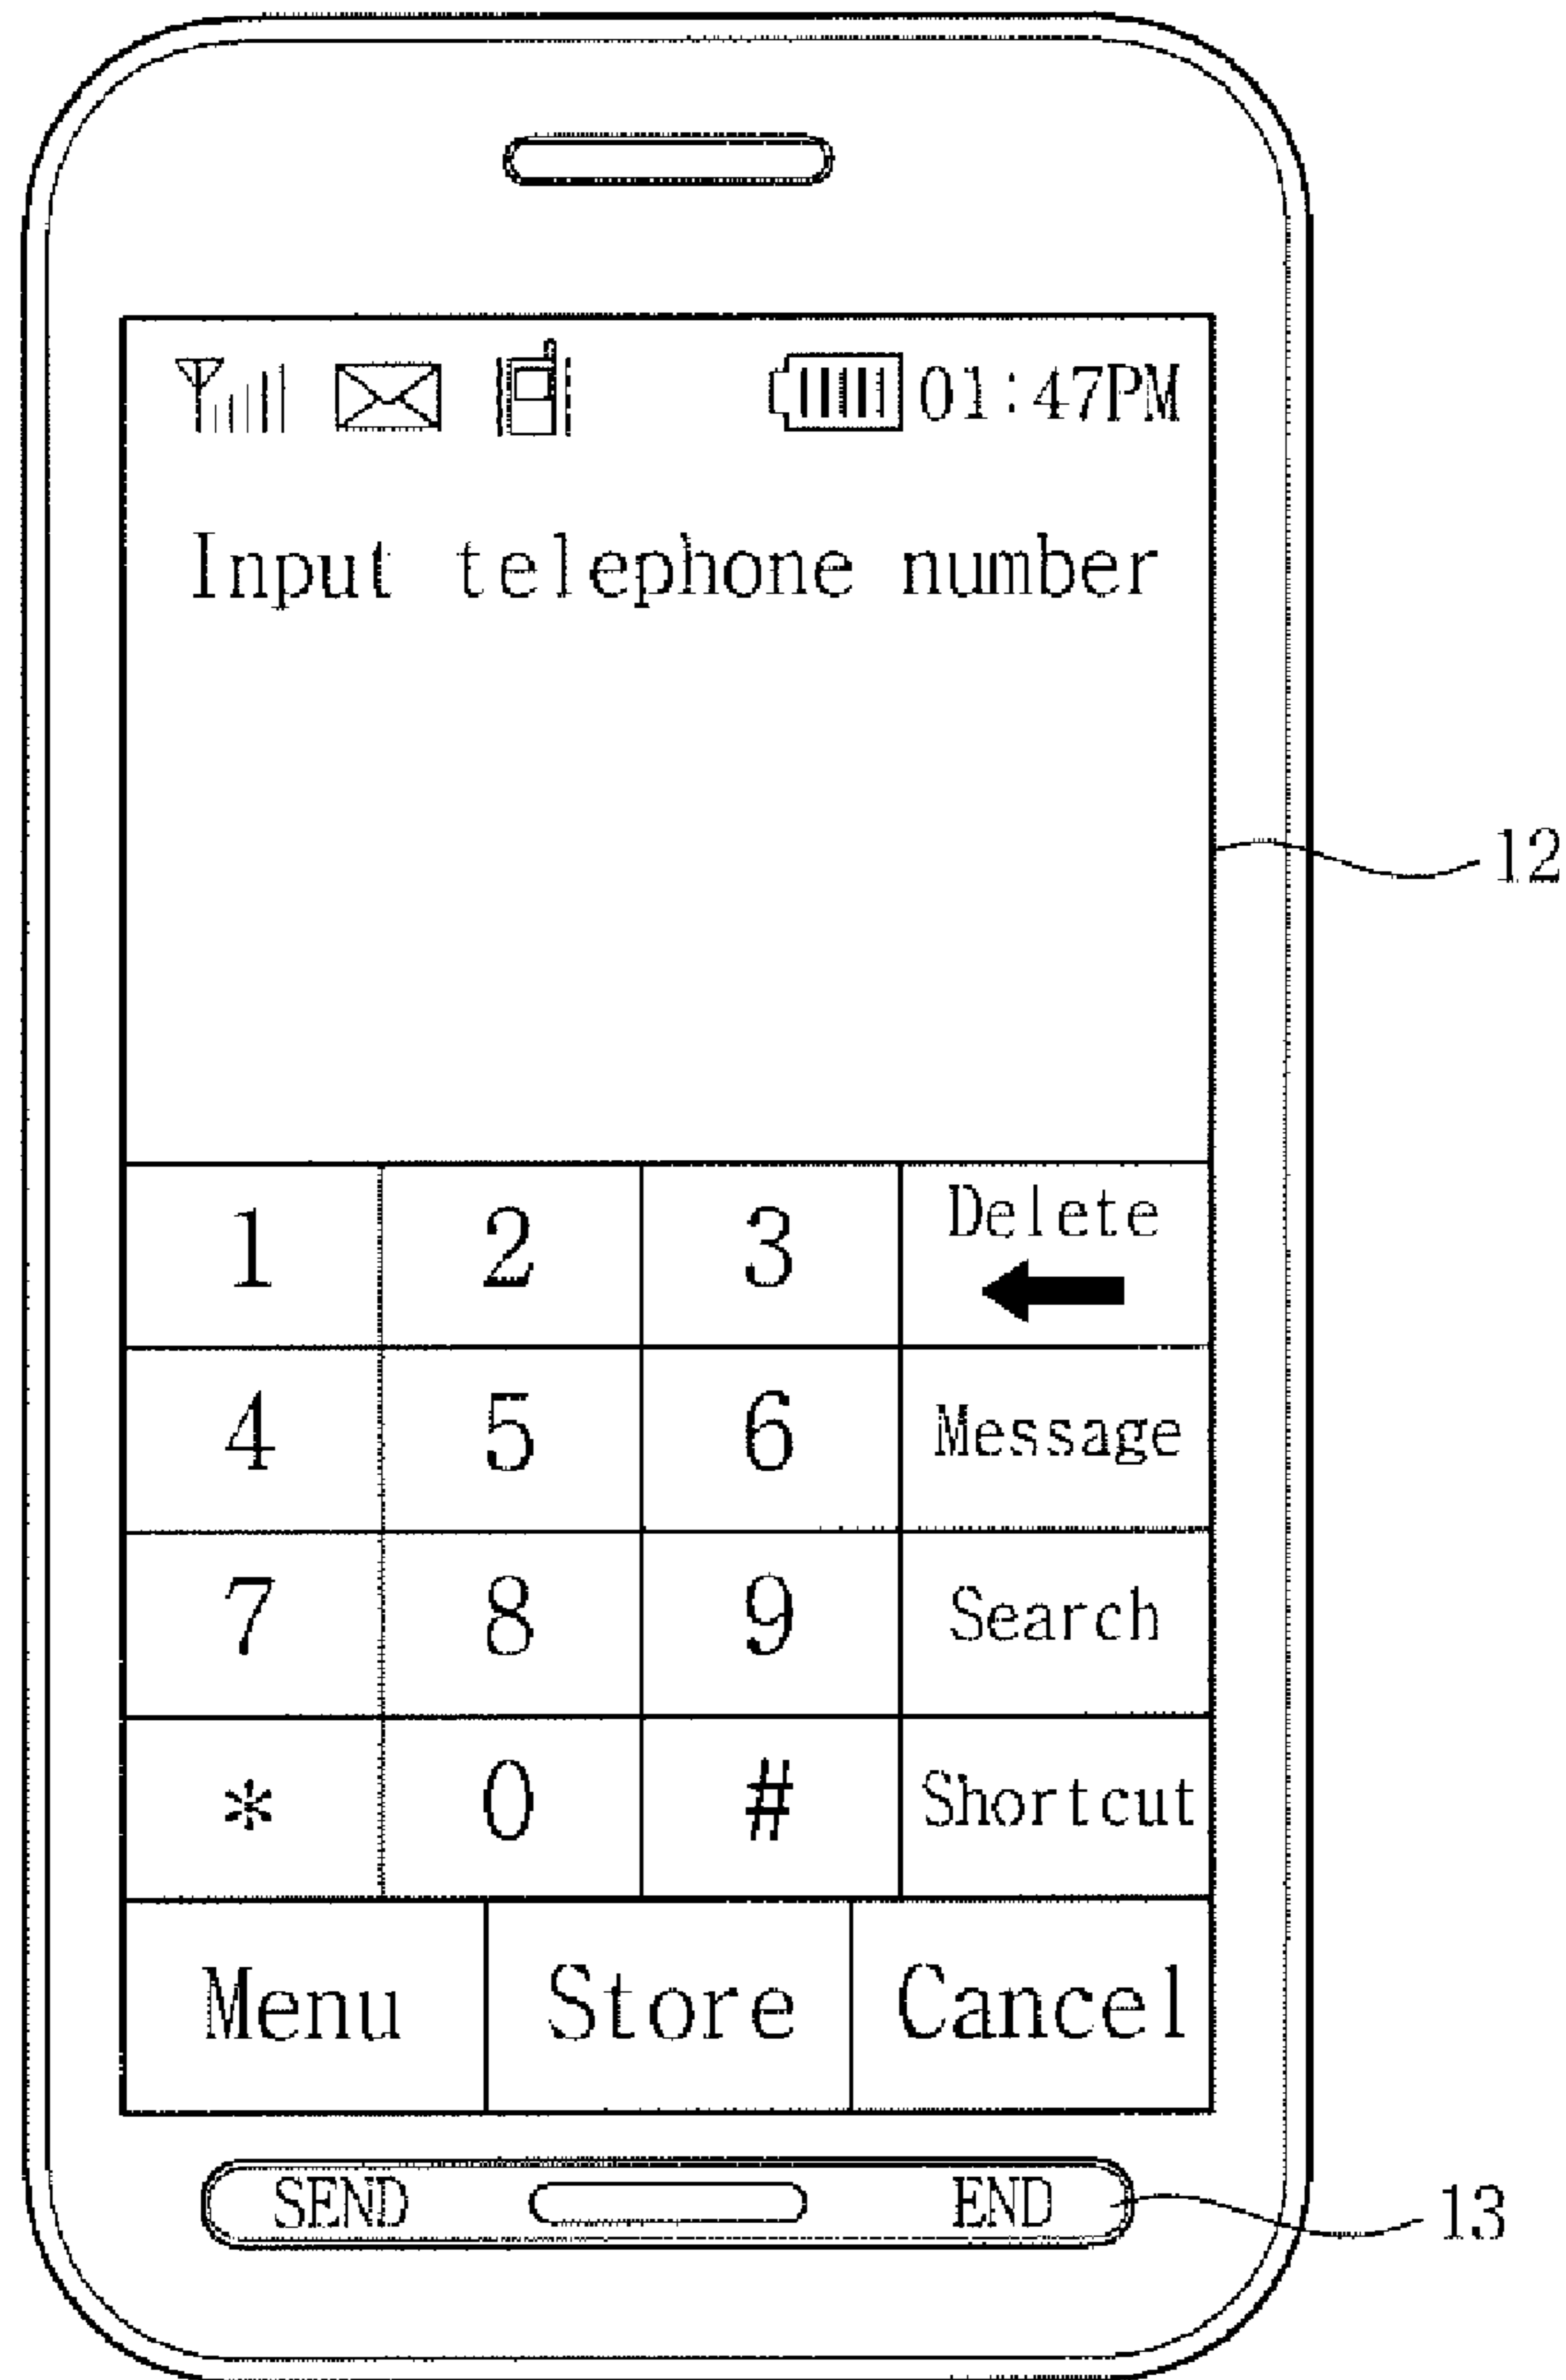 01:47PM
Input telephone number
12
1 2 3 Delete
4 5 6 Message
7 8 9 Search
* 0 # Shortcut
Menu Store Cancel
SEND END
13